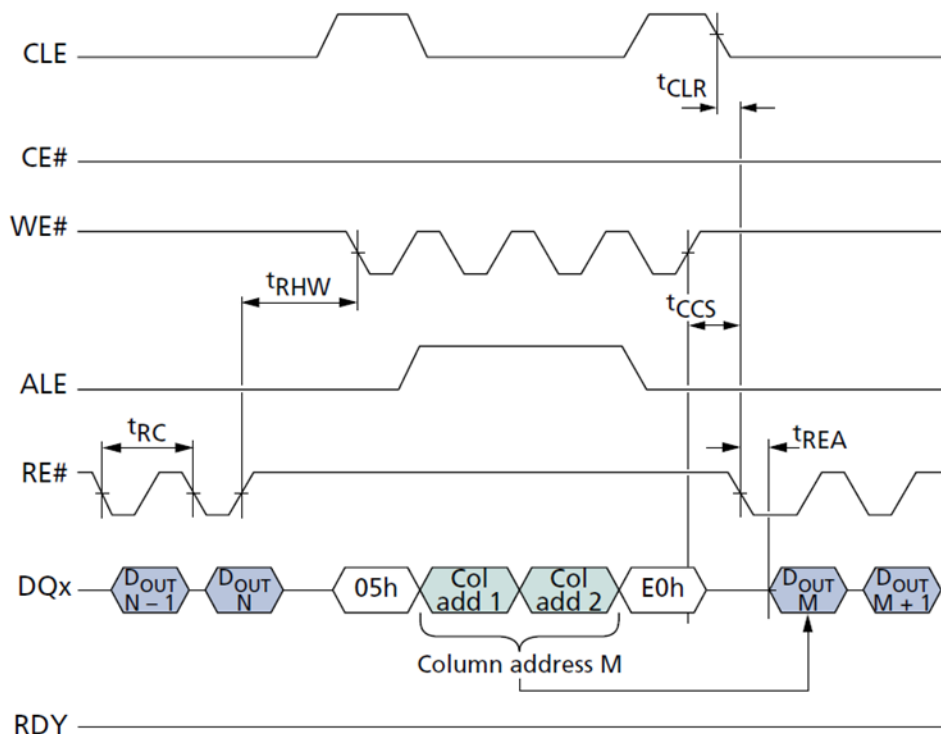 CLE
tCLR
CE#
WE#
tRHW
tCCS
ALE
tRC
tREA
RE#
DQx
DOUT
N – 1
DOUT
N
05h
Col
add 1
Col
add 2
E0h
DOUT
M
DOUT
M + 1
Column address M
RDY